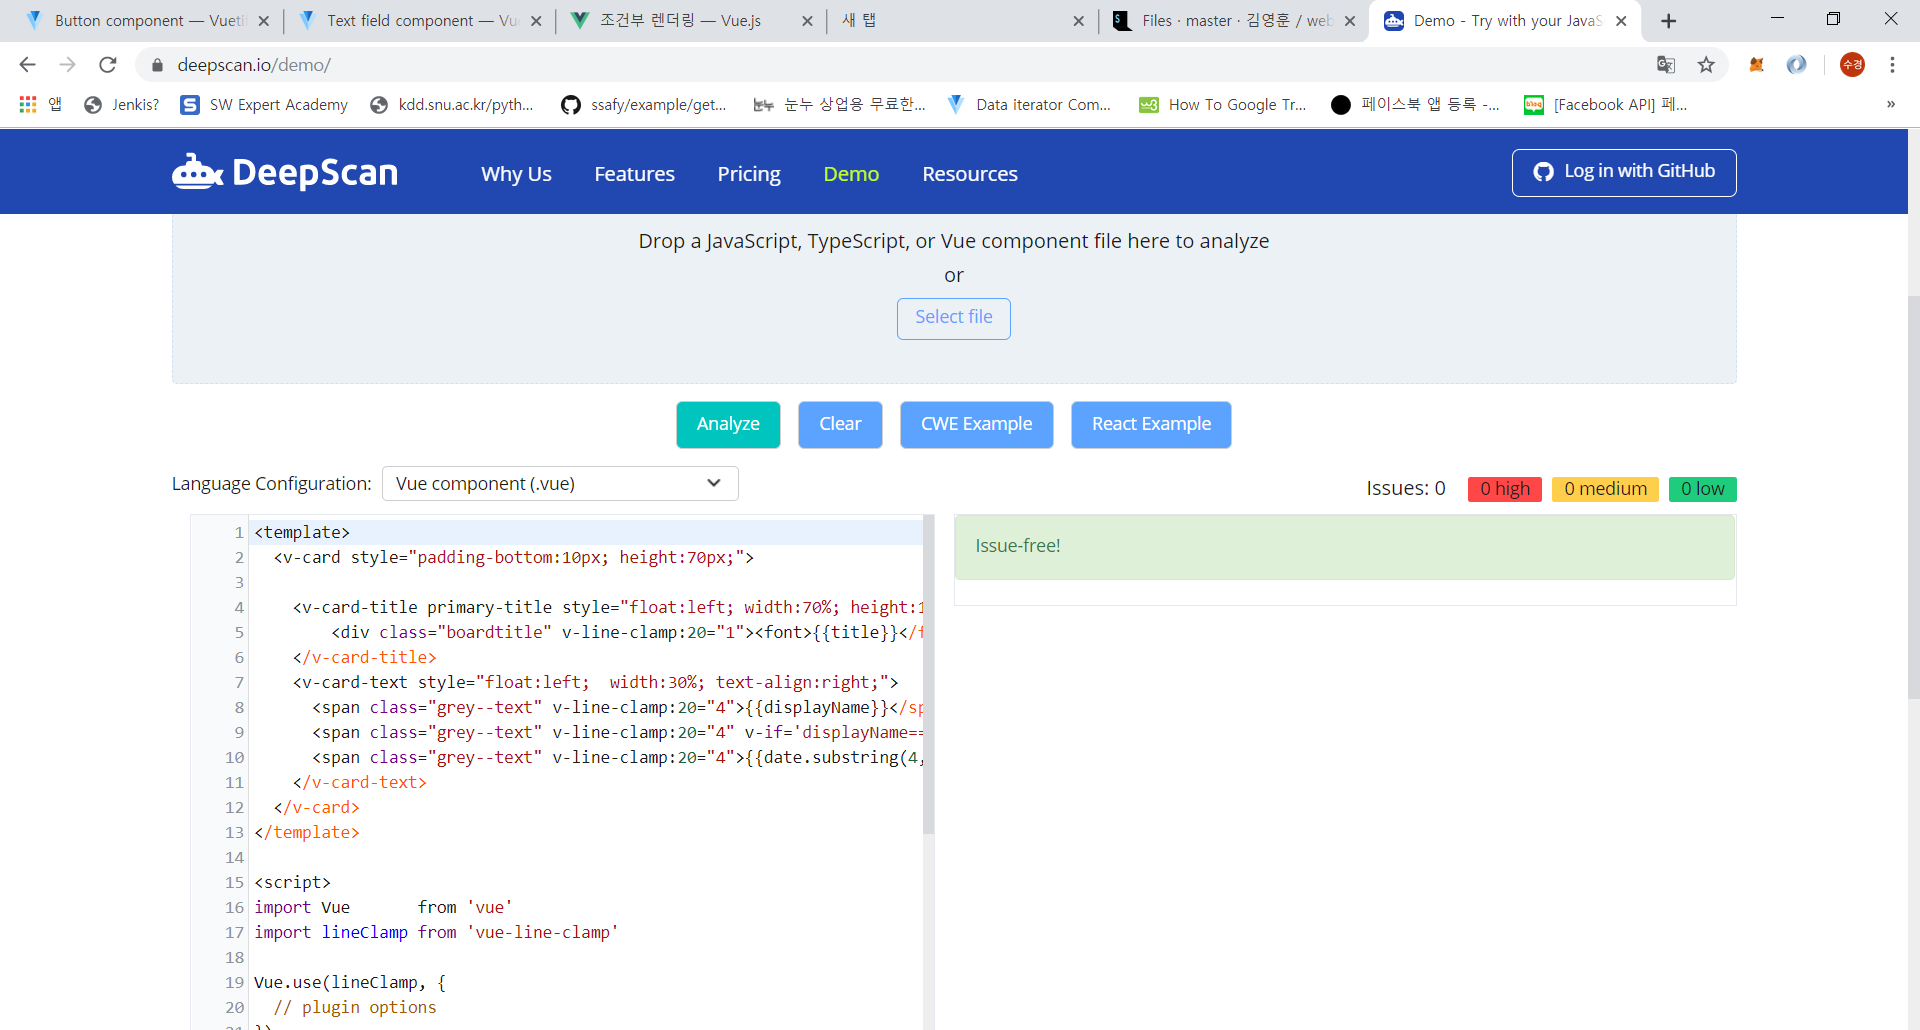 Button component — Vueti
Text field component — Vue
조건부 렌더링 — Vue.js
새 탭
Files · master · 김영훈 / web
Demo - Try with your JavaS
deepscan.io/demo/
수경
앱
Jenkis?
SW Expert Academy
kdd.snu.ac.kr/pyth...
ssafy/example/get...
눈누 상업용 무료한...
Data iterator Com...
How To Google Tr...
페이스북 앱 등록 -...
[Facebook API] 페...
»
DeepScan
Why Us
Features
Pricing
Demo
Resources
Log in with GitHub
Drop a JavaScript, TypeScript, or Vue component file here to analyze
or
Select file
Analyze
Clear
CWE Example
React Example
Language Configuration:
Vue component (.vue)
Issues: 0
0 high
0 medium
0 low
1 <template>
2 <v-card style="padding-bottom:10px; height:70px;">
3
4 <v-card-title primary-title style="float:left; width:70%; height:1
5 <div class="boardtitle" v-line-clamp:20="1"><font>{{title}}</f
6 </v-card-title>
7 <v-card-text style="float:left;  width:30%; text-align:right;">
8 <span class="grey--text" v-line-clamp:20="4">{{displayName}}</sp
9 <span class="grey--text" v-line-clamp:20="4" v-if='displayName==
10 <span class="grey--text" v-line-clamp:20="4">{{date.substring(4,
11 </v-card-text>
12 </v-card>
13 </template>
14
15 <script>
16 import Vue       from 'vue'
17 import lineClamp from 'vue-line-clamp'
18
19 Vue.use(lineClamp, {
20 // plugin options
Issue-free!